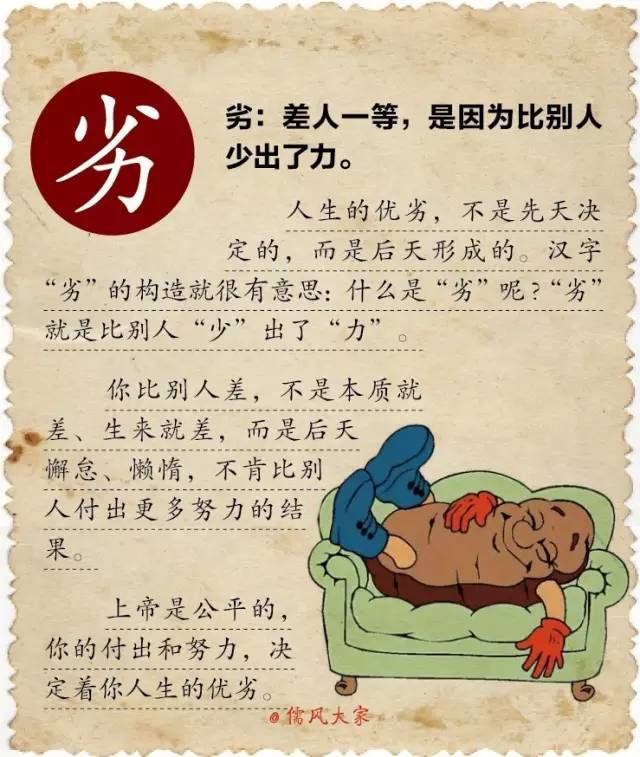 劣
劣：差人一等，是因为比别人
少出了力。
人生的优劣，不是先天决
定的，而是后天形成的。汉字
“劣”的构造就很有意思：什么是“劣”呢？“劣”
就是比别人“少”出了“力”。
你比别人差，不是本质就
差、生来就差，而是后天
懈怠、懒惰，不肯比别
人付出更多努力的结
果。
上帝是公平的，
你的付出和努力，决
定着你人生的优劣。
@儒风大家